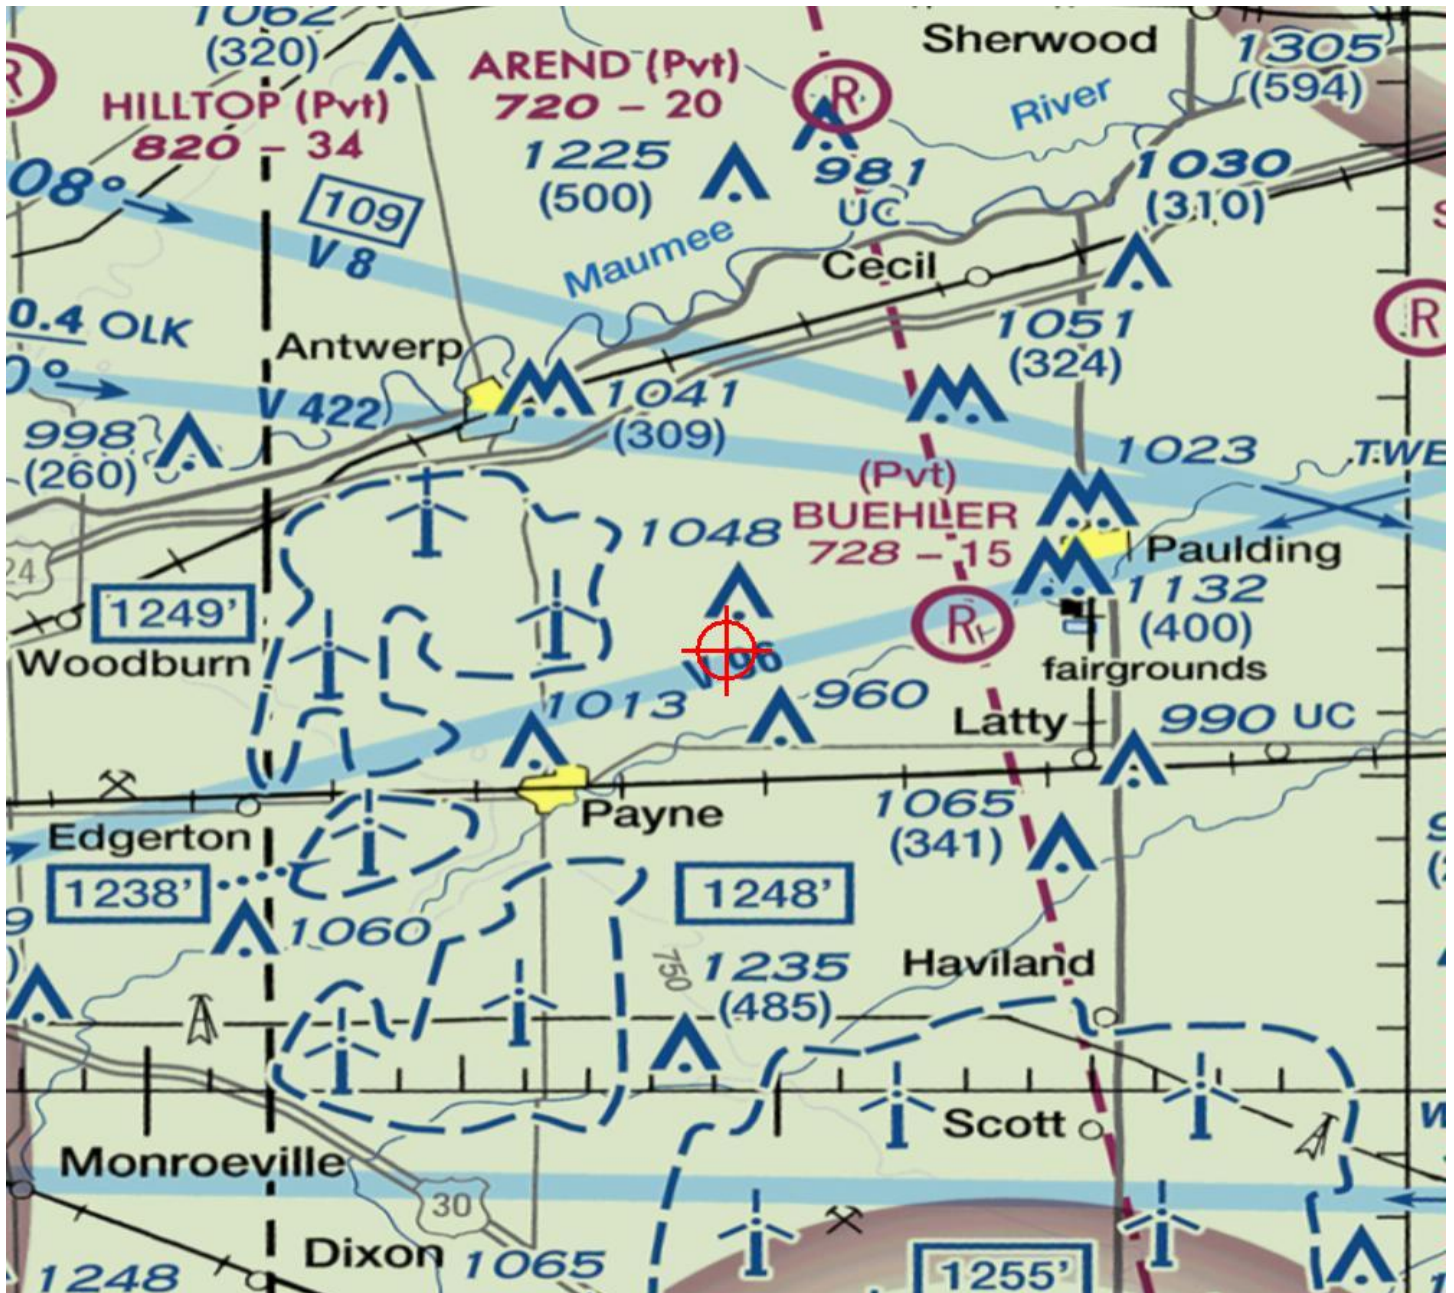 1062
(320)
Sherwood
1305
(594)
AREND (Pvt)
720 - 20
R
R
HILLTOP (Pvt)
820 - 34
River
1225
(500)
981
UC
1030
(310)
08°
109
V 8
Maumee
Cecil
R
0.4 OLK
Antwerp
1051
(324)
0°
V 422
1041
(309)
998
(260)
1023
TWE
(Pvt)
BUEHLER
728 - 15
1048
Paulding
24
1249'
1132
(400)
R
Woodburn
fairgrounds
1013
960
Latty
990 UC
Payne
1065
(341)
Edgerton
1238'
1248'
1060
750
1235
(485)
Haviland
Scott
Monroeville
30
Dixon
1065
1248
1255'